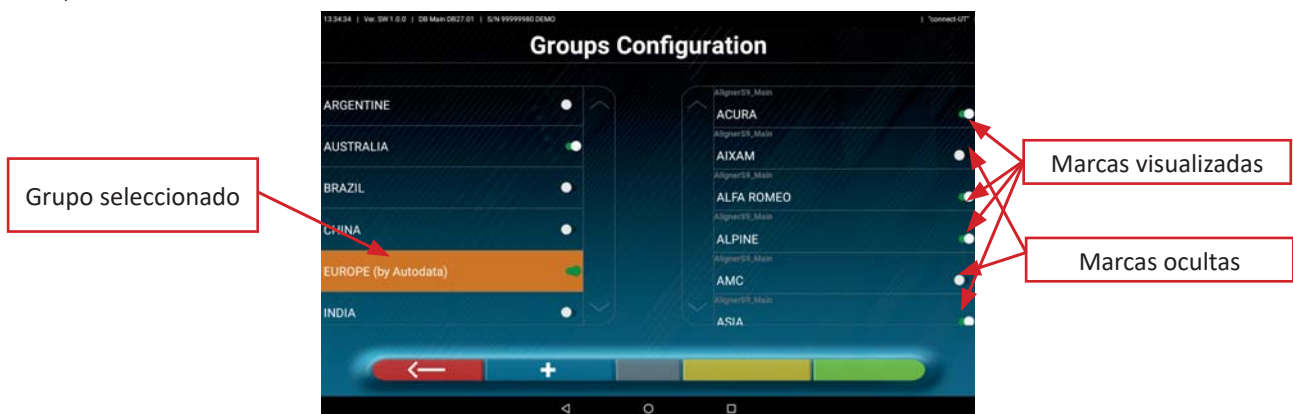 13:34:34 | Ver. SW 1.0.0 | DB Main DB27.01 | S/N 99999980 DEMO | "connect-UT"
Groups Configuration
ARGENTINE
AUSTRALIA
BRAZIL
CHINA
EUROPE (by Autodata)
INDIA
AlignerS9_Main
ACURA
AlignerS9_Main
AIXAM
AlignerS9_Main
ALFA ROMEO
AlignerS9_Main
ALPINE
AlignerS9_Main
AMC
AlignerS9_Main
ASIA
Grupo seleccionado
Marcas visualizadas
Marcas ocultas